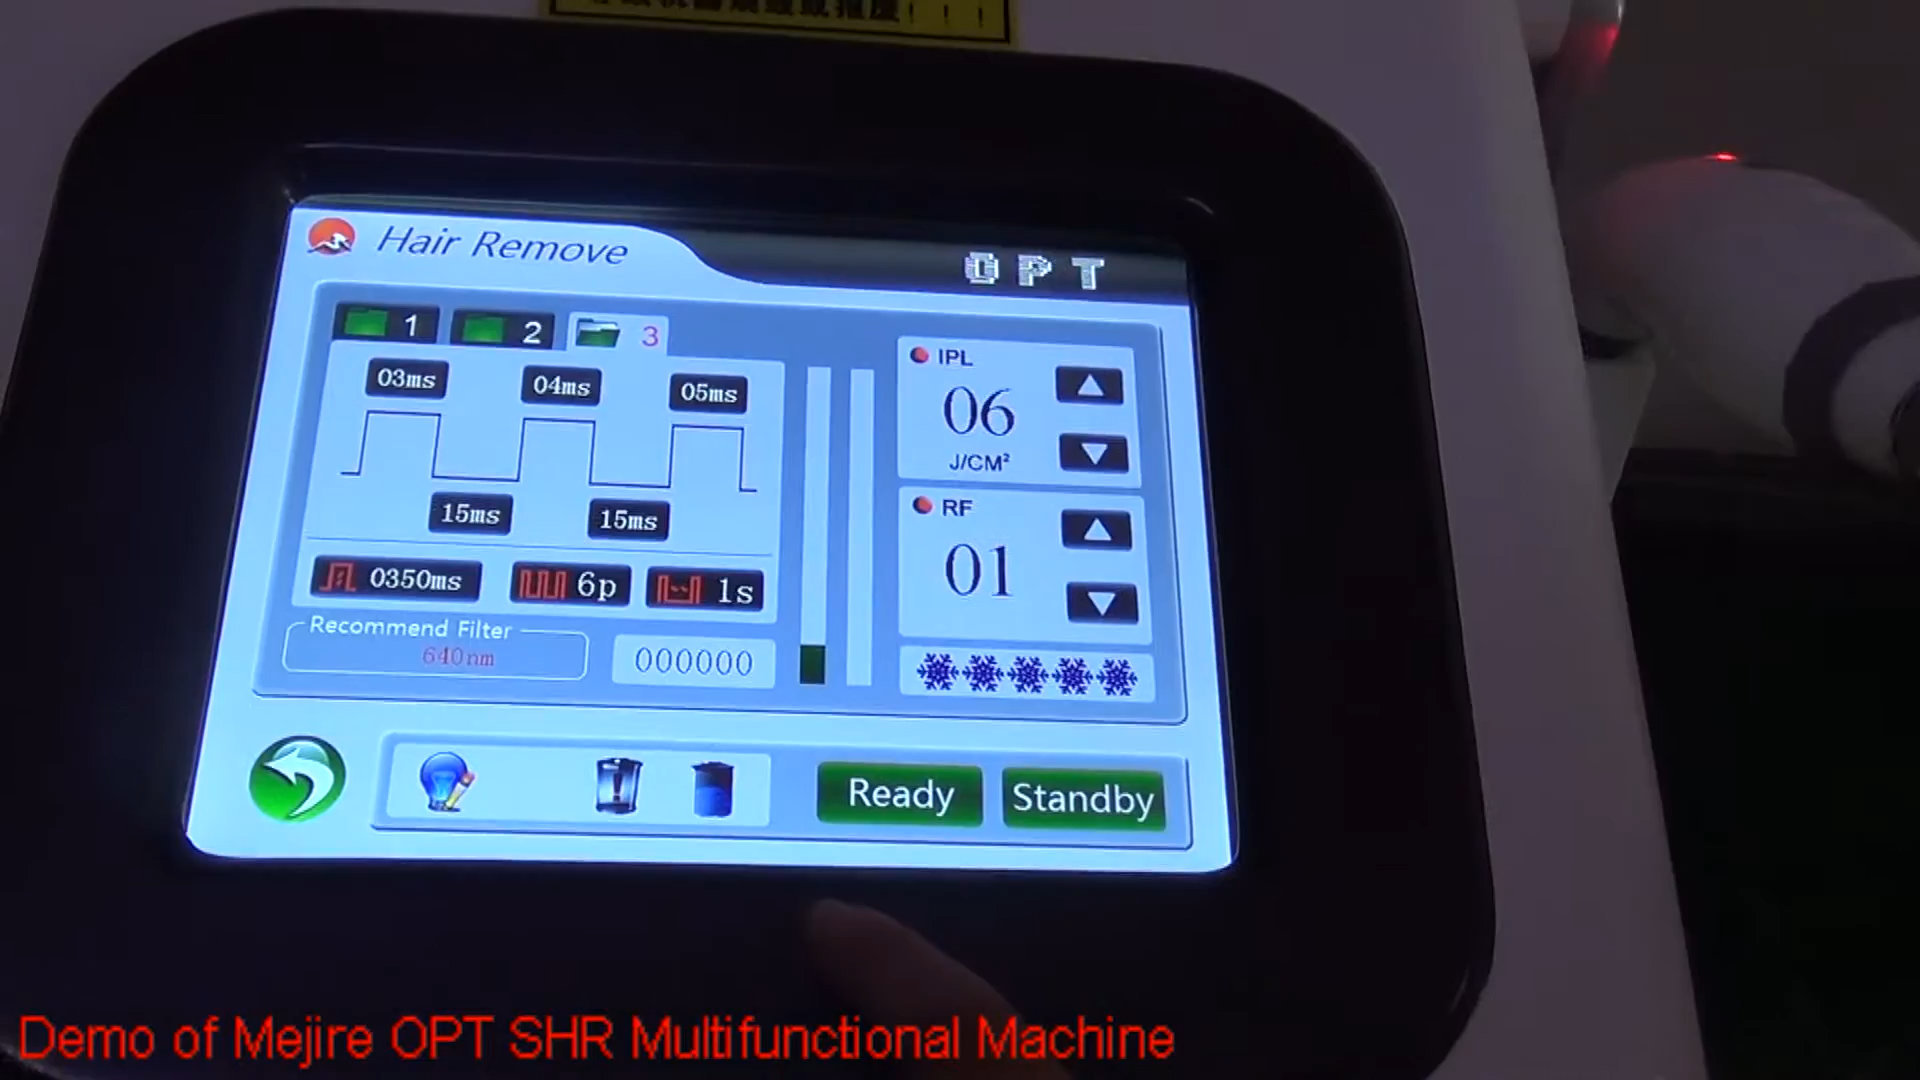 Hair Remove
OPT
1 2 3
03ms 04ms 05ms
15ms 15ms
0350ms 6p 1s
Recommend Filter
640nm
000000
IPL
06
J/CM²
RF
01
Ready Standby
Demo of Mejire OPT SHR Multifunctional Machine